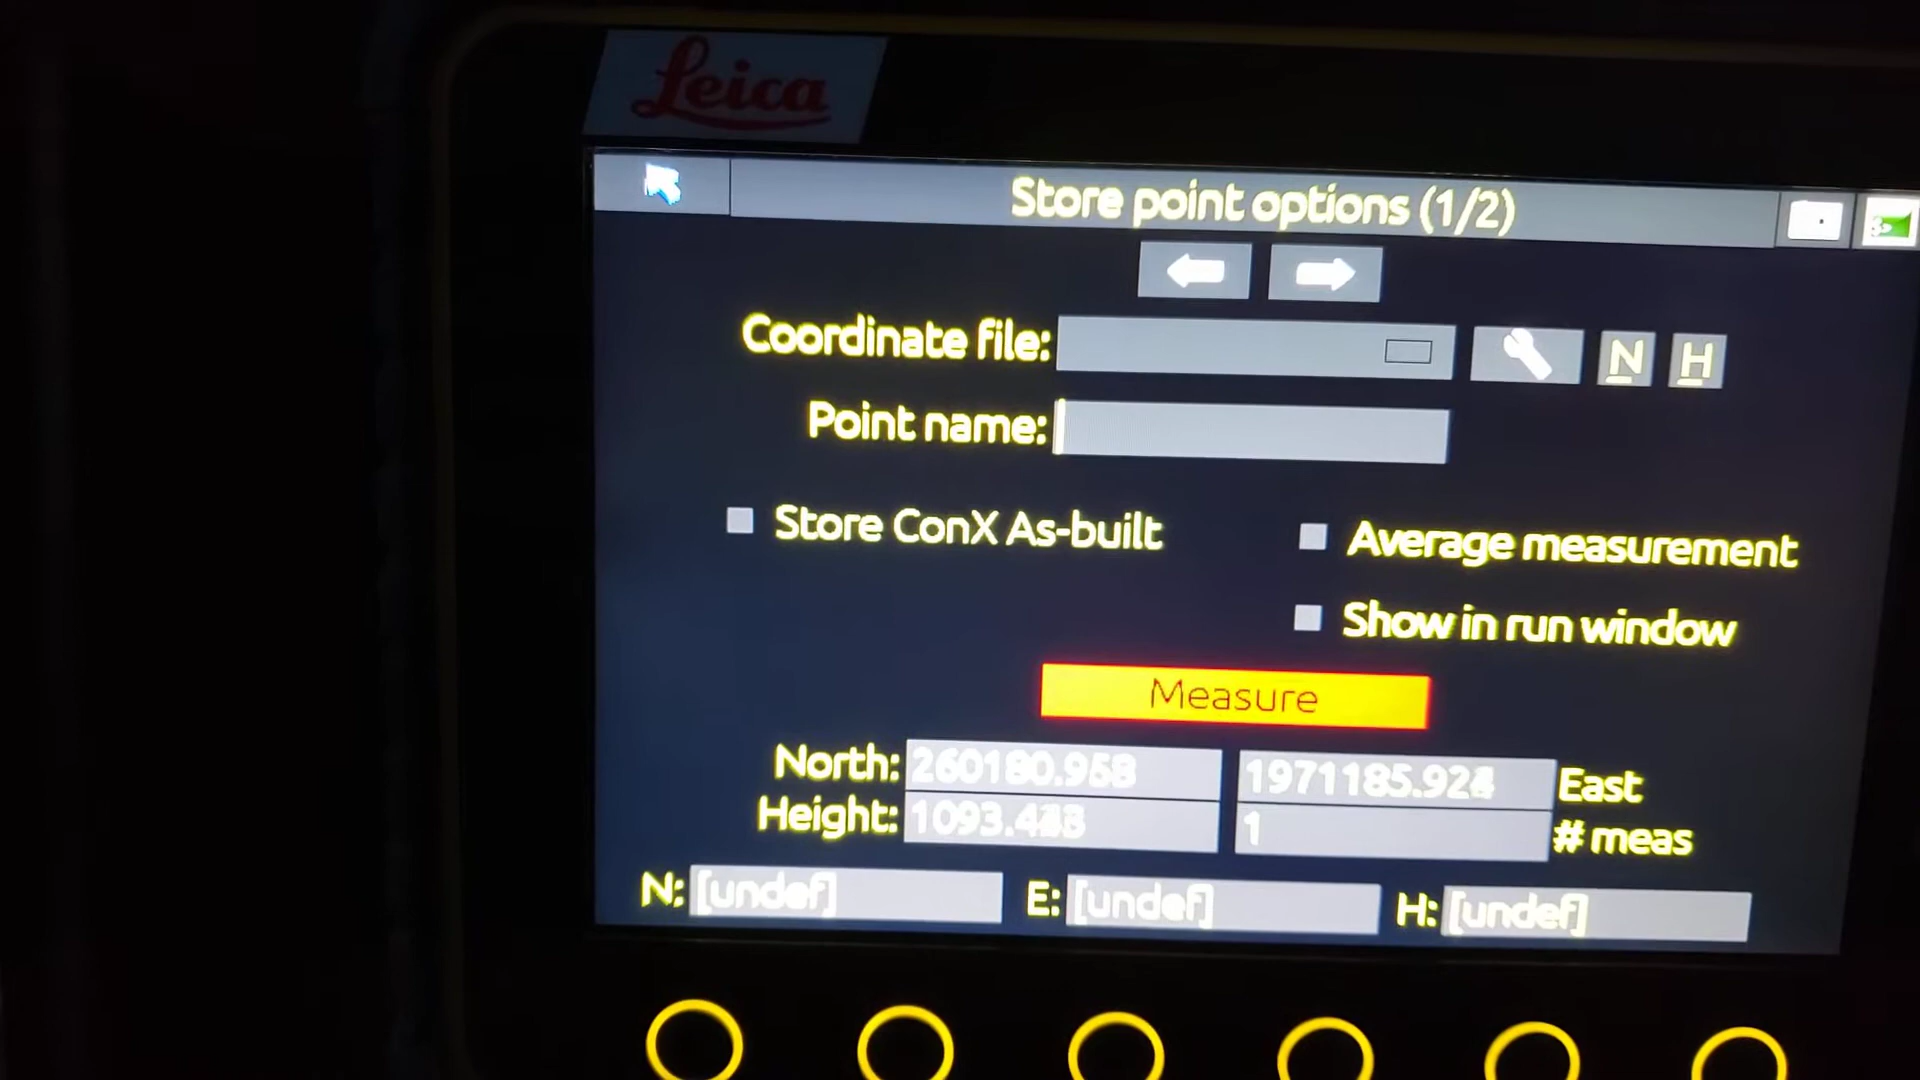 Leica
Store point options (1/2)
Coordinate file:
N H
Point name:
Store ConX As-built
Average measurement
Show in run window
Measure
North: 1971185.924 East
Height: 1 # meas
N: [undef] E: [undef] H: [undef]